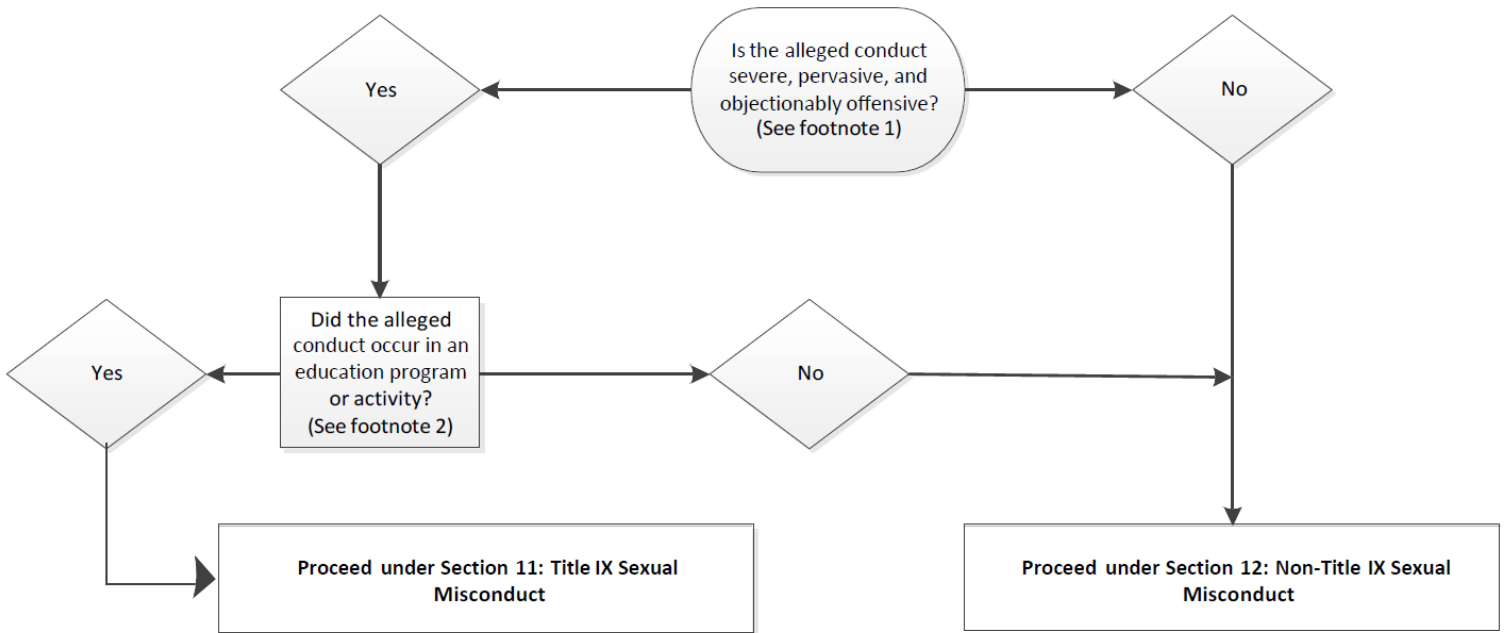 Is the alleged conduct
severe, pervasive, and
objectionably offensive?
(See footnote 1)
Yes
No
Did the alleged
conduct occur in an
education program
or activity?
(See footnote 2)
Yes
No
Proceed under Section 11: Title IX Sexual
Misconduct
Proceed under Section 12: Non-Title IX Sexual
Misconduct